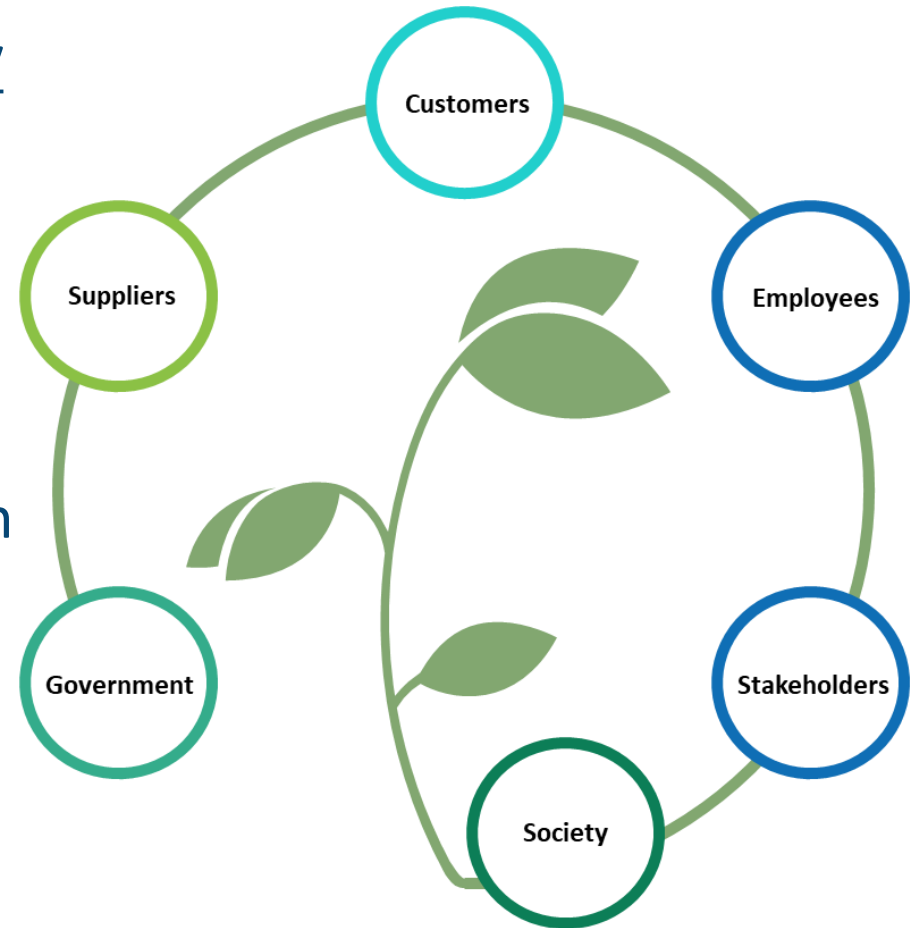 Customers
Suppliers
Employees
Government
Stakeholders
Society